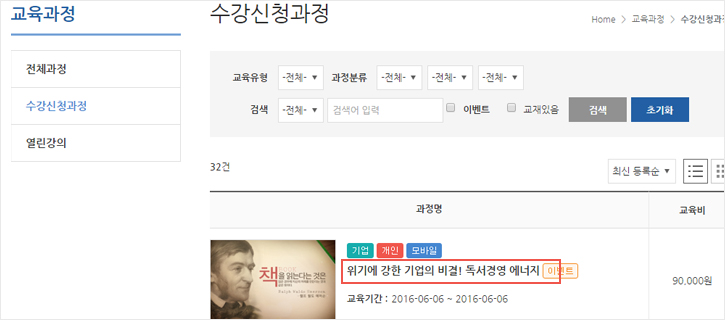 교육과정
수강신청과정
Home > 교육과정 > 수강신청과
전체과정
수강신청과정
열린강의
교육유형 -전체- ▼ 과정분류 -전체- ▼ -전체- ▼ -전체- ▼
검색 -전체- ▼ 검색어 입력 이벤트 교재있음 검색 초기화
32건
최신 등록순 ▼
과정명 교육비
책을 읽는다는 것은
기업 개인 모바일
위기에 강한 기업의 비결! 독서경영 에너지 이벤트
90,000원
교육기간 : 2016-06-06 ~ 2016-06-06